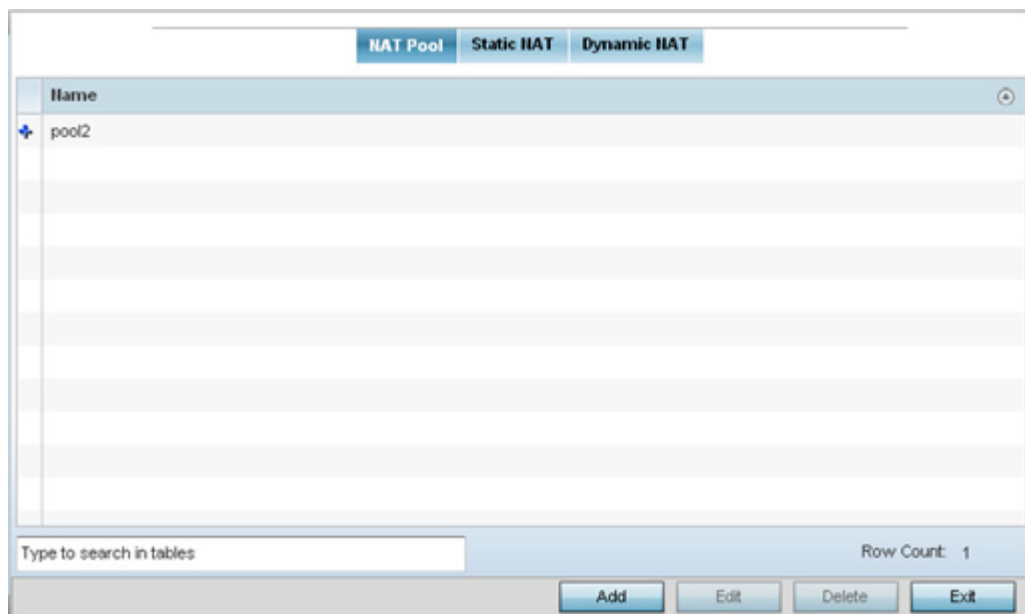 NAT Pool Static NAT Dynamic NAT
Name
pool2
Type to search in tables Row Count: 1
Add Edit Delete Exit